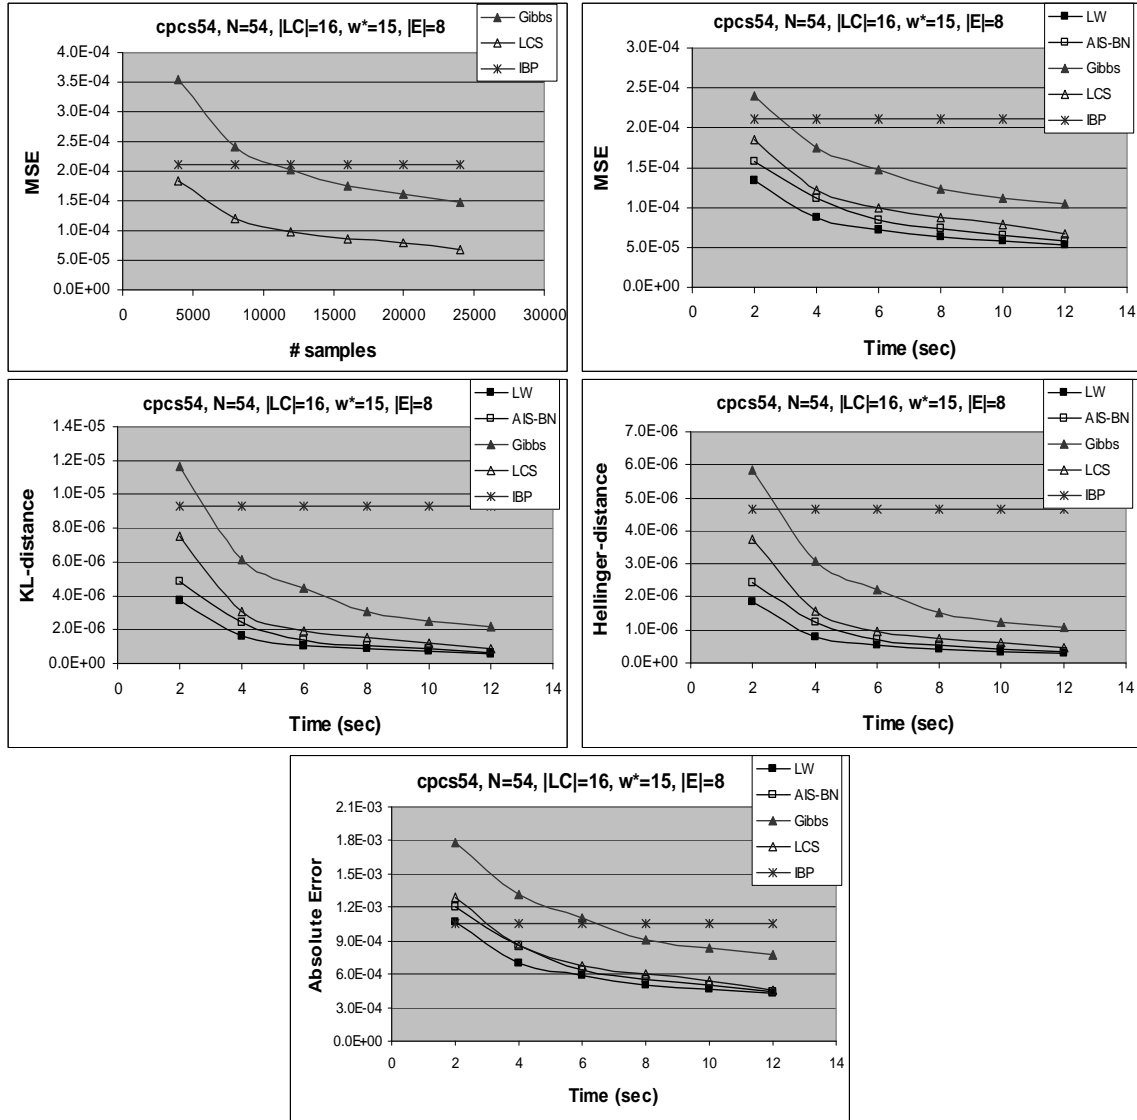 cpcs54, N=54, |LC|=16, w*=15, |E|=8
Gibbs
LCS
IBP
4.0E-04
3.5E-04
3.0E-04
2.5E-04
2.0E-04
1.5E-04
1.0E-04
5.0E-05
0.0E+00
MSE
0 5000 10000 15000 20000 25000 30000
# samples
cpcs54, N=54, |LC|=16, w*=15, |E|=8
LW
AIS-BN
Gibbs
LCS
IBP
3.0E-04
2.5E-04
2.0E-04
1.5E-04
1.0E-04
5.0E-05
0.0E+00
MSE
0 2 4 6 8 10 12 14
Time (sec)
cpcs54, N=54, |LC|=16, w*=15, |E|=8
LW
AIS-BN
Gibbs
LCS
IBP
1.4E-05
1.2E-05
1.0E-05
8.0E-06
6.0E-06
4.0E-06
2.0E-06
0.0E+00
KL-distance
0 2 4 6 8 10 12 14
Time (sec)
cpcs54, N=54, |LC|=16, w*=15, |E|=8
LW
AIS-BN
Gibbs
LCS
IBP
7.0E-06
6.0E-06
5.0E-06
4.0E-06
3.0E-06
2.0E-06
1.0E-06
0.0E+00
Hellinger-distance
0 2 4 6 8 10 12 14
Time (sec)
cpcs54, N=54, |LC|=16, w*=15, |E|=8
LW
AIS-BN
Gibbs
LCS
IBP
2.1E-03
1.8E-03
1.5E-03
1.2E-03
9.0E-04
6.0E-04
3.0E-04
0.0E+00
Absolute Error
0 2 4 6 8 10 12 14
Time (sec)